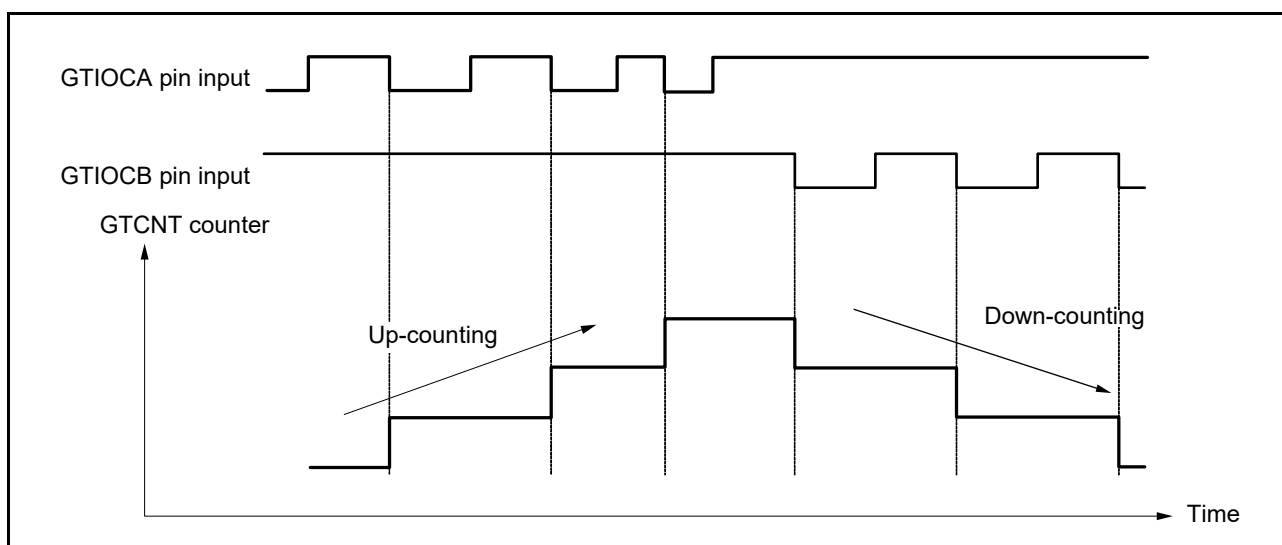 GTIOCA pin input
GTIOCB pin input
GTCNT counter
Up-counting
Down-counting
Time